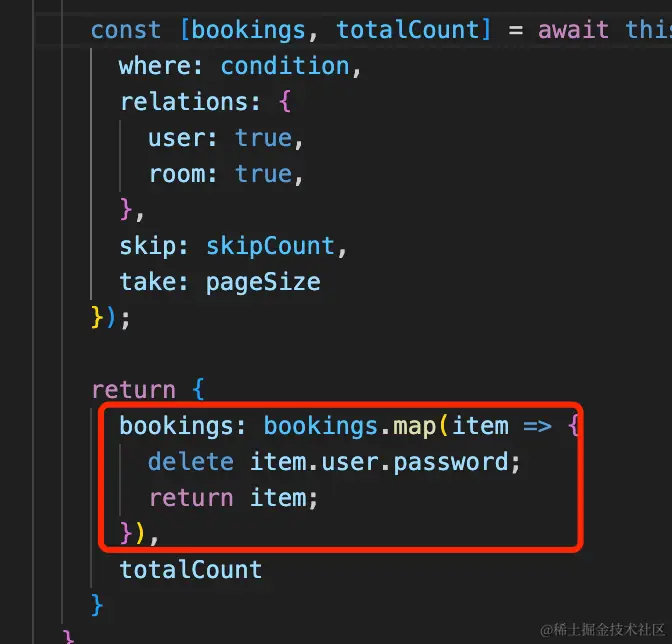 const [bookings, totalCount] = await this
where: condition,
relations: {
user: true,
room: true,
},
skip: skipCount,
take: pageSize
});
return {
bookings: bookings.map(item => {
delete item.user.password;
return item;
}),
totalCount
}
}
@稀土掘金技术社区